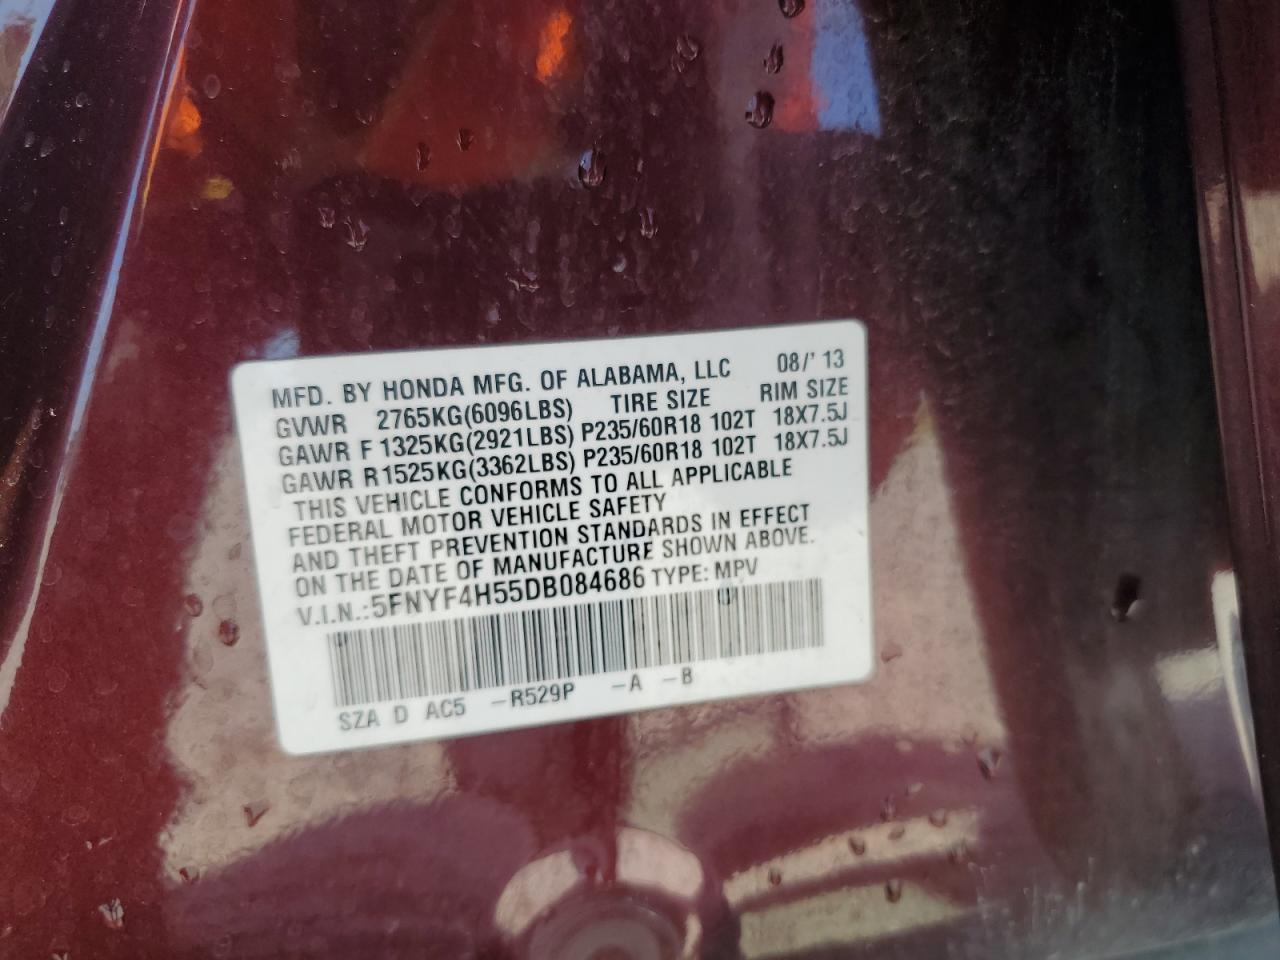 MFD. BY HONDA MFG. OF ALABAMA, LLC 08/' 13
GVWR 2765KG(6096LBS) TIRE SIZE RIM SIZE
GAWR F 1325KG(2921LBS) P235/60R18 102T 18X7.5J
GAWR R 1525KG(3362LBS) P235/60R18 102T 18X7.5J
THIS VEHICLE CONFORMS TO ALL APPLICABLE
FEDERAL MOTOR VEHICLE SAFETY
AND THEFT PREVENTION STANDARDS IN EFFECT
ON THE DATE OF MANUFACTURE SHOWN ABOVE.
V.I.N.:5FNYF4H55DB084686 TYPE: MPV
SZA D AC5 -R529P -A -B